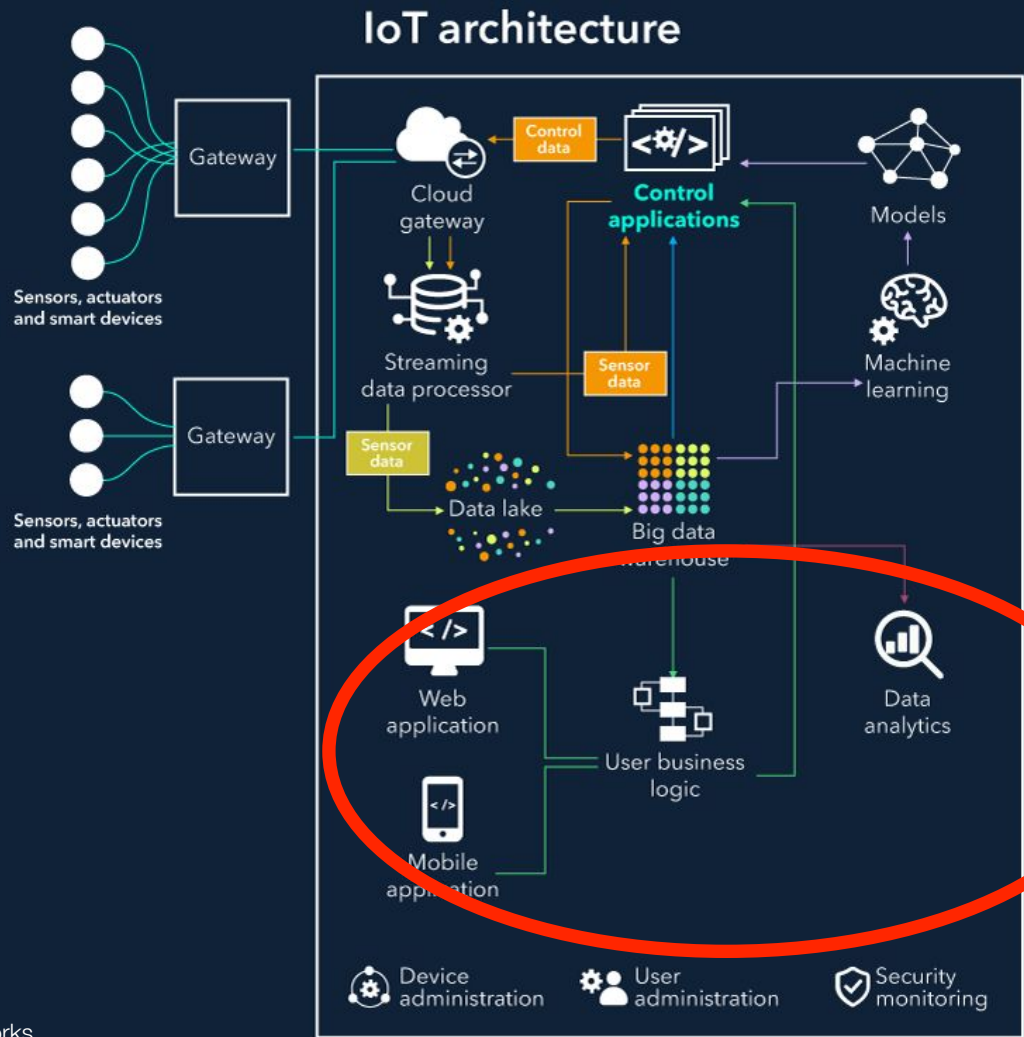 IoT architecture
Gateway
Sensors, actuators
and smart devices
Gateway
Sensors, actuators
and smart devices
Cloud
gateway
Control
data
</>
Control
applications
Models
Streaming
data processor
Sensor
data
Machine
learning
Sensor
data
Data lake
Big data
warehouse
</>
Web
application
User business
logic
Data
analytics
</>
Mobile
application
Device
administration
User
administration
Security
monitoring